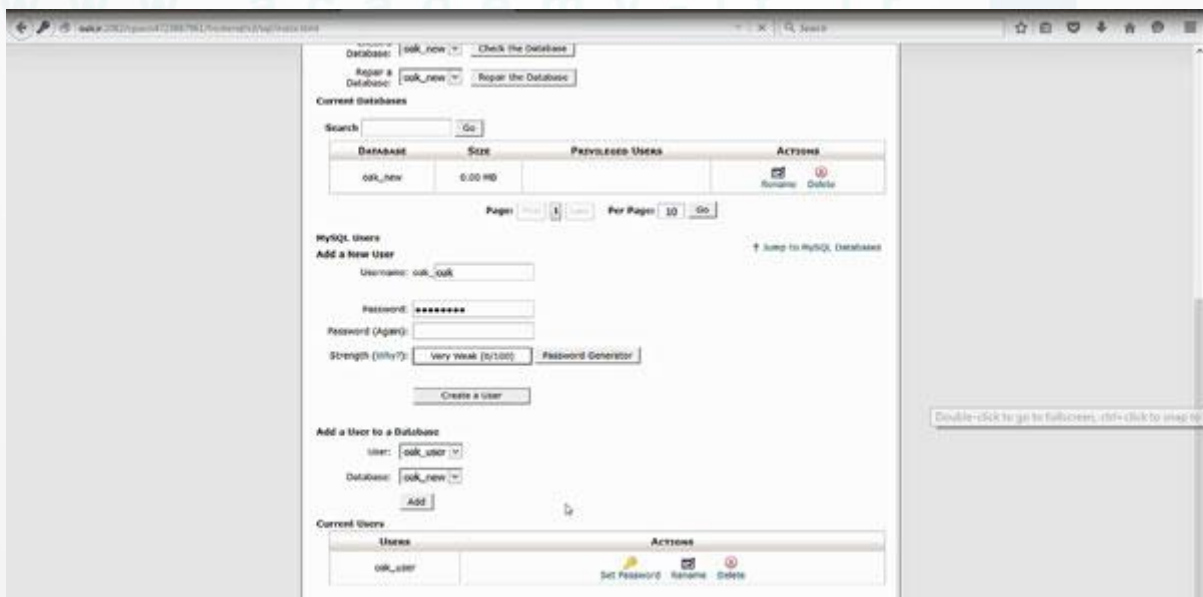 Search
Database: oak_new Check the Database
Repair a Database: oak_new Repair the Database
Current Databases
Search Go
DATABASE SIZE PRIVILEGED USERS ACTIONS
oak_new 0.00 MB Rename Delete
Page: 1 Per Page: 10 Go
MySQL Users
↑ Jump to MySQL Databases
Add a New User
Username: oak_ oak
Password: ●●●●●●●●
Password (Again):
Strength (Why?): Very Weak (0/100) Password Generator
Create a User
Add a User to a Database
User: oak_user
Database: oak_new
Add
Current Users
USERS ACTIONS
oak_user Set Password Rename Delete
Double-click to go to fullscreen, ctrl+click to snap to